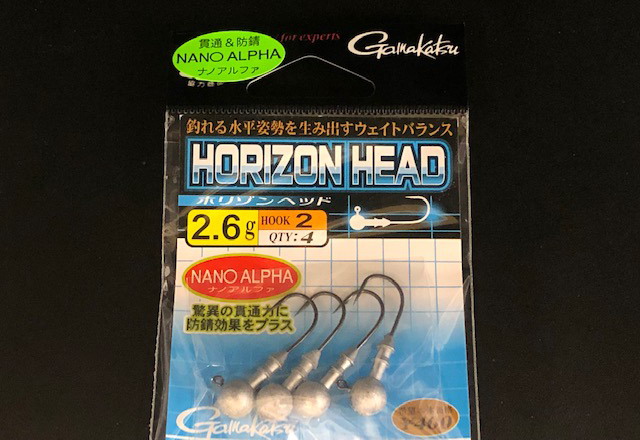 for experts
Gamakatsu
貫通&防錆
NANO ALPHA
ナノアルファ
釣れる水平姿勢を生み出すウェイトバランス
HORIZON HEAD
ホリゾンヘッド
2.6g
HOOK 2
QTY: 4
NANO ALPHA
ナノアルファ
驚異の貫通力に
防錆効果をプラス
Gamakatsu
¥460